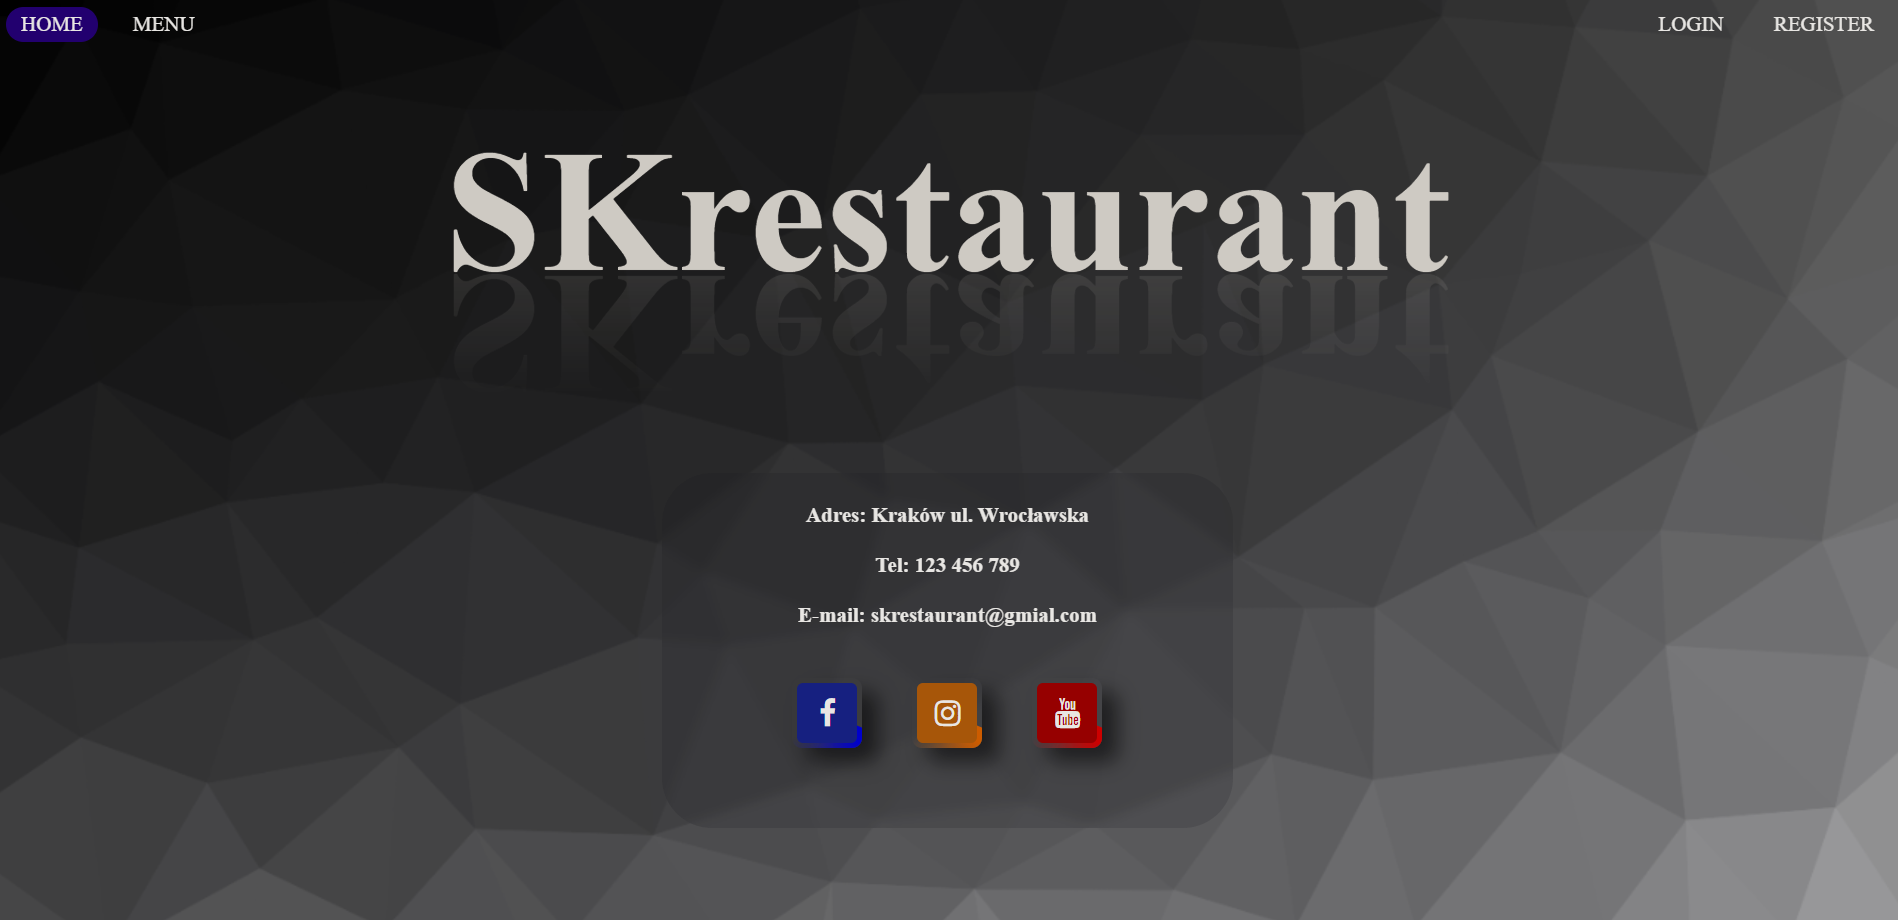 HOME MENU LOGIN REGISTER
SKrestaurant
Adres: Kraków ul. Wrocławska
Tel: 123 456 789
E-mail: skrestaurant@gmial.com
You
Tube